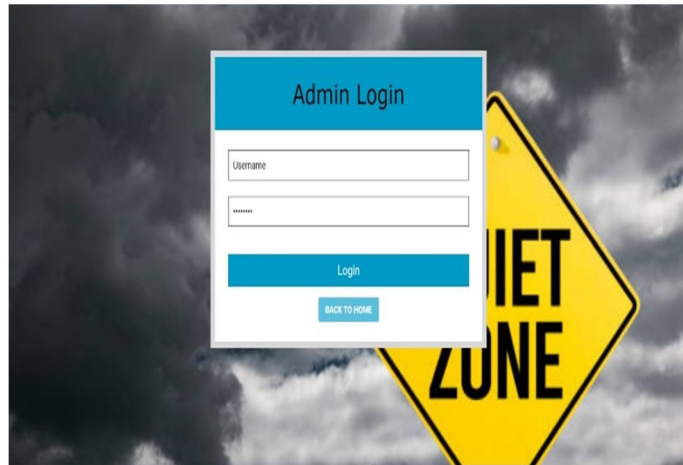 Admin Login
Username
••••••••
Login
BACK TO HOME
IET
ZONE